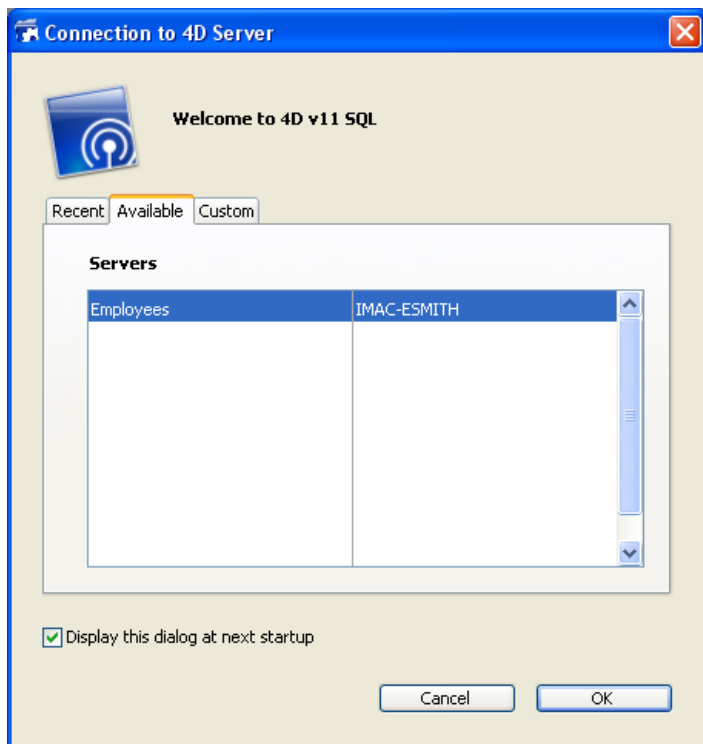 Connection to 4D Server
Welcome to 4D v11 SQL
Recent Available Custom
Servers
Employees IMAC-ESMITH
Display this dialog at next startup
Cancel OK